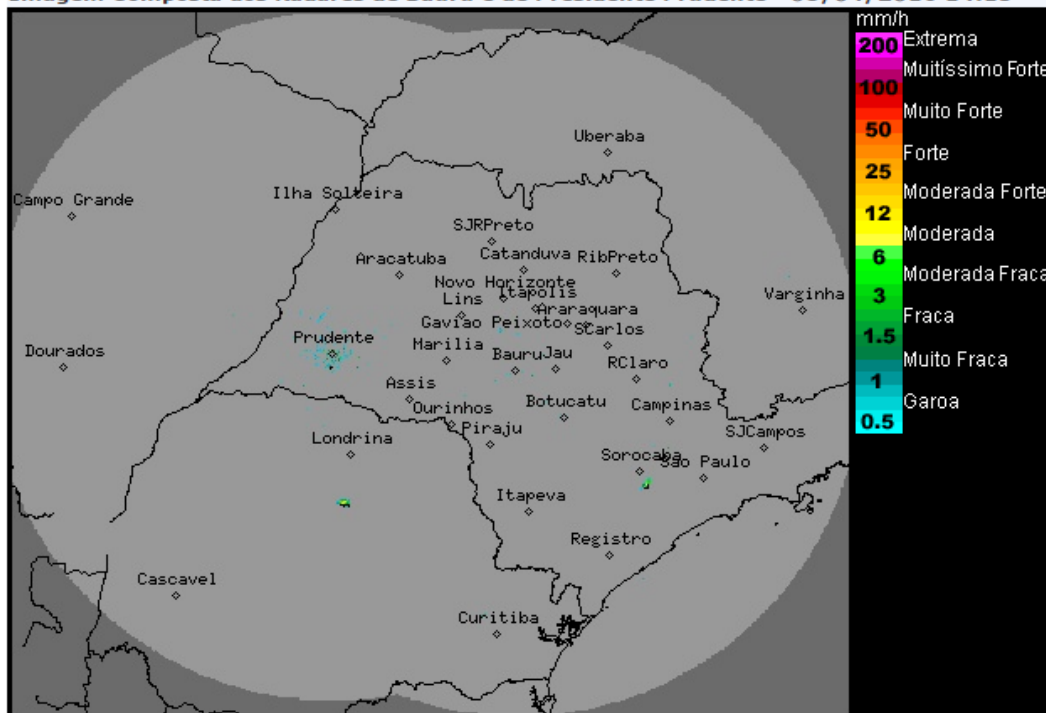 mm/h
200 Extrema
Muitíssimo Forte
100
Muito Forte
50
Forte
25
Moderada Forte
12
Moderada
6
Moderada Fraca
3
Fraca
1.5
Muito Fraca
1
Garoa
0.5
Uberaba
Campo Grande
Ilha Solteira
SJRPreto
Aracatuba
Catanduva
RibPreto
Novo Horizonte
Itapolis
Lins
Araraquara
Varginha
Gaviao Peixoto
SCarlos
Prudente
Dourados
Marilia
Bauru
Jau
RClaro
Assis
Ourinhos
Botucatu
Campinas
Piraju
Londrina
SJCampos
Sorocaba
Sao Paulo
Itapeva
Registro
Cascavel
Curitiba